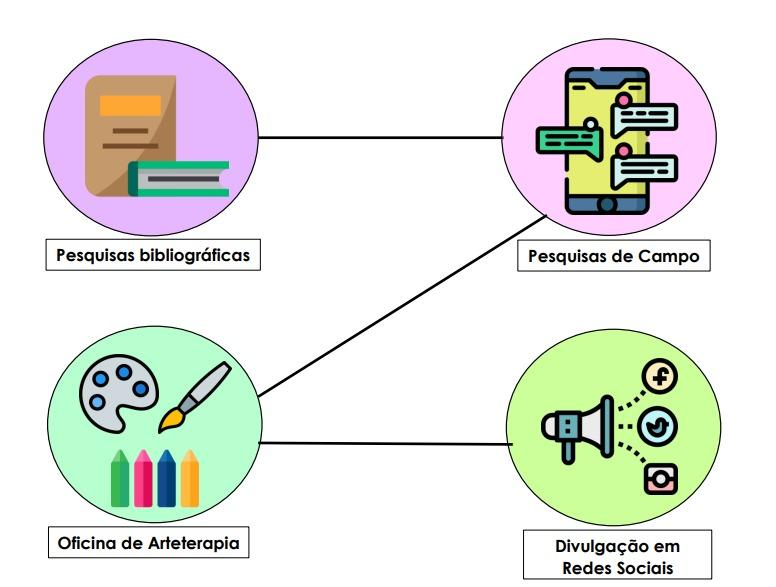 Pesquisas bibliográficas
Pesquisas de Campo
Oficina de Arteterapia
Divulgação em
Redes Sociais